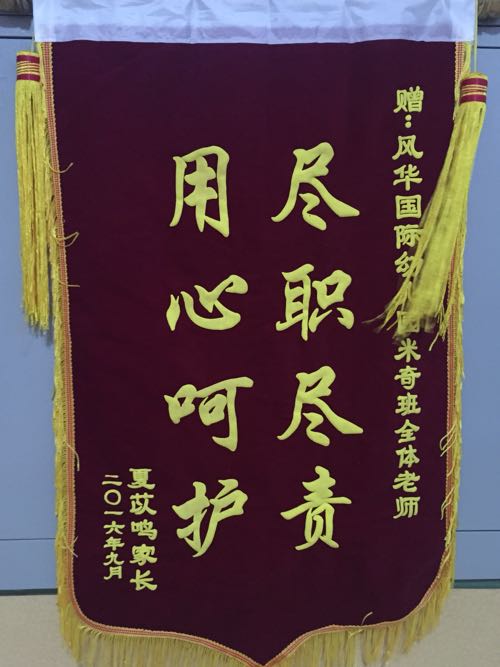 赠：风华国际幼园米奇班全体老师
尽职尽责
用心呵护
夏苡鸣家长
二〇一六年九月